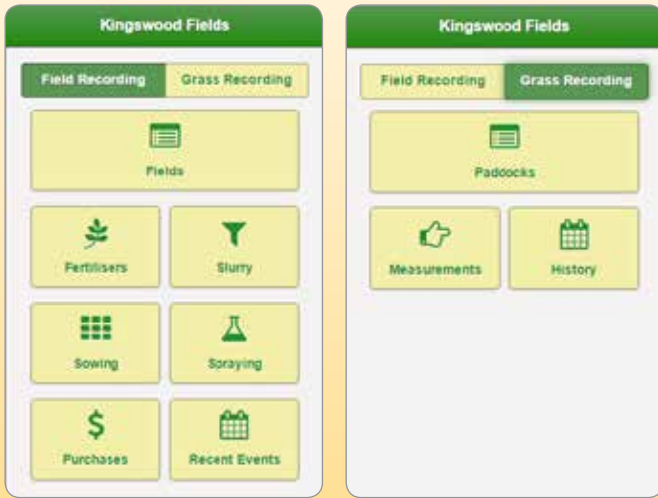 Kingswood Fields
Field Recording Grass Recording
Fields
Fertilisers Slurry
Sowing Spraying
Purchases Recent Events
Kingswood Fields
Field Recording Grass Recording
Paddocks
Measurements History